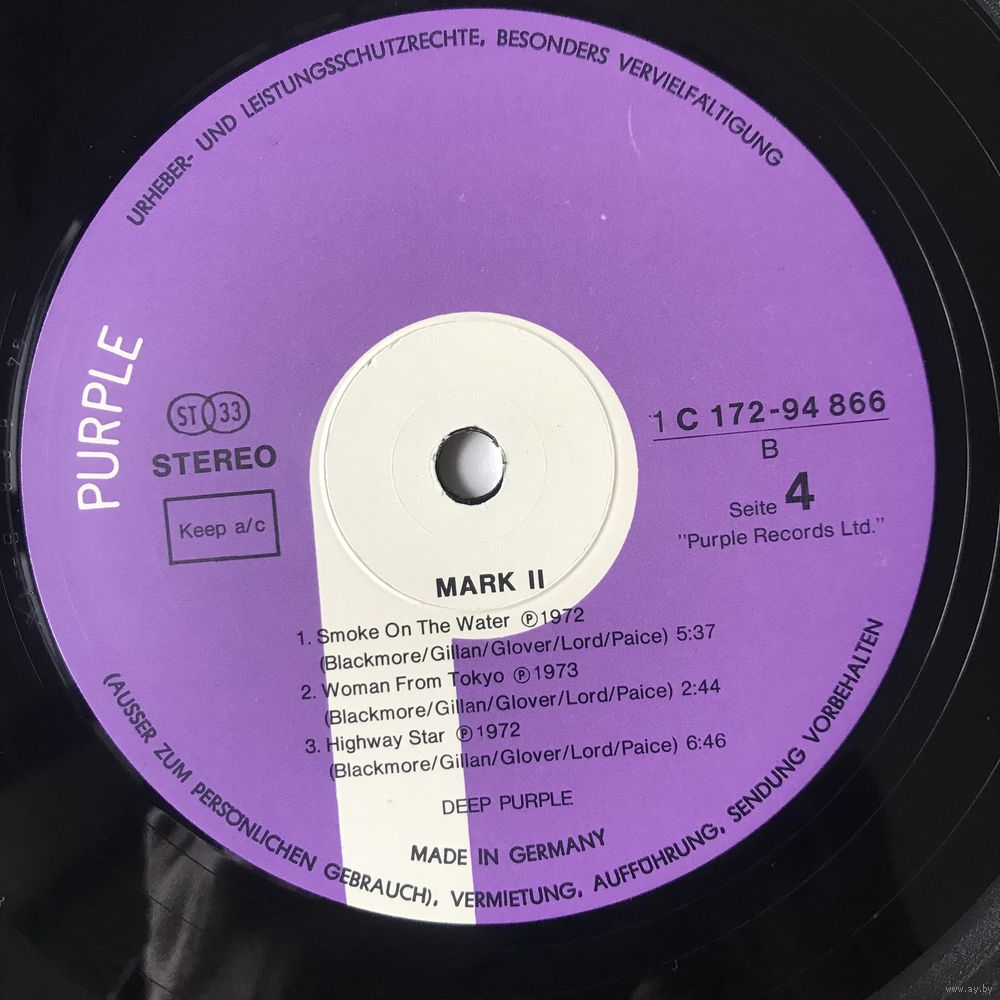 URHEBER- UND LEISTUNGSSCHUTZRECHTE, BESONDERS VERVIELFÄLTIGUNG
PURPLE
ST 33
STEREO
Keep a/c
1 C 172-94 866
B
Seite 4
"Purple Records Ltd."
MARK II
1. Smoke On The Water ℗1972
(Blackmore/Gillan/Glover/Lord/Paice) 5:37
2. Woman From Tokyo ℗1973
(Blackmore/Gillan/Glover/Lord/Paice) 2:44
3. Highway Star ℗1972
(Blackmore/Gillan/Glover/Lord/Paice) 6:46
DEEP PURPLE
MADE IN GERMANY
(AUSSER ZUM PERSÖNLICHEN GEBRAUCH), VERMIETUNG, AUFFÜHRUNG, SENDUNG VORBEHALTEN
www.ay.by